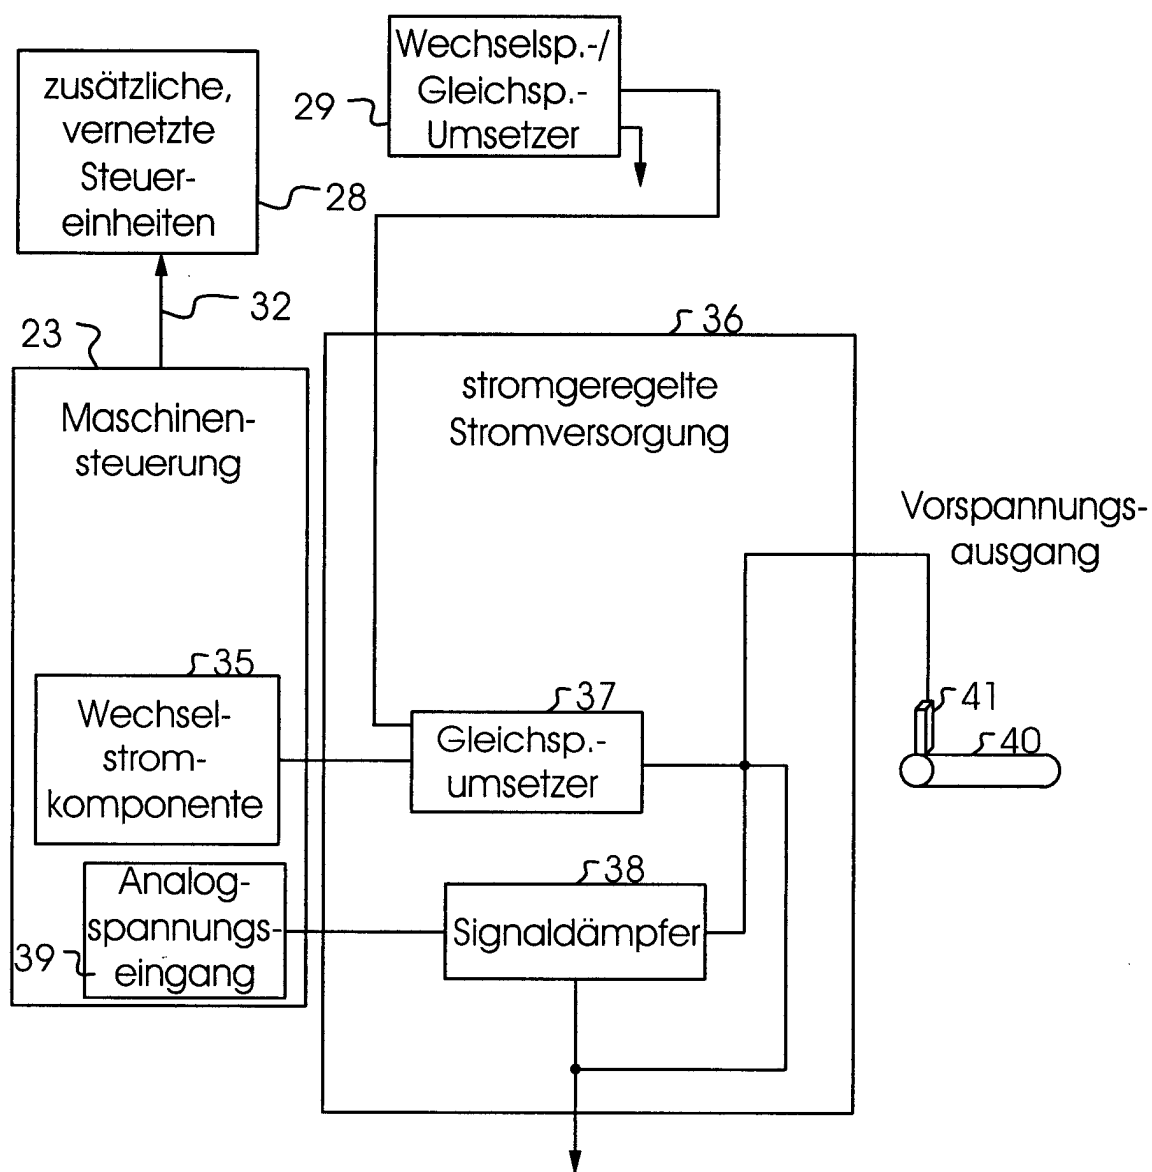 Wechselsp.-/
Gleichsp.-
Umsetzer
29
zusätzliche,
vernetzte
Steuer-
einheiten
28
32
23
36
Maschinen-
steuerung
stromgeregelte
Stromversorgung
Vorspannungs-
ausgang
35
Wechsel-
strom-
komponente
37
Gleichsp.-
umsetzer
41
40
Analog-
spannungs-
eingang
39
38
Signaldämpfer